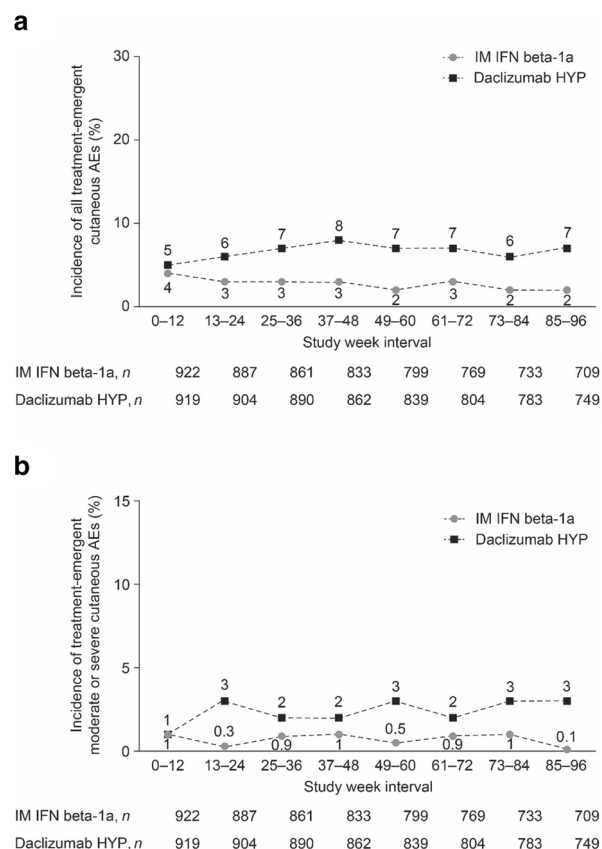 a
30
20
10
0
Incidence of all treatment-emergent
cutaneous AEs (%)
IM IFN beta-1a
Daclizumab HYP
5 6 7 8 7 7 6 7
4 3 3 3 2 3 2 2
0–12 13–24 25–36 37–48 49–60 61–72 73–84 85–96
Study week interval
IM IFN beta-1a, n 922 887 861 833 799 769 733 709
Daclizumab HYP, n 919 904 890 862 839 804 783 749
b
15
10
5
0
Incidence of treatment-emergent
moderate or severe cutaneous AEs (%)
IM IFN beta-1a
Daclizumab HYP
1 3 2 2 3 2 3 3
1 0.3 0.9 1 0.5 0.9 1 0.1
0–12 13–24 25–36 37–48 49–60 61–72 73–84 85–96
Study week interval
IM IFN beta-1a, n 922 887 861 833 799 769 733 709
Daclizumab HYP, n 919 904 890 862 839 804 783 749